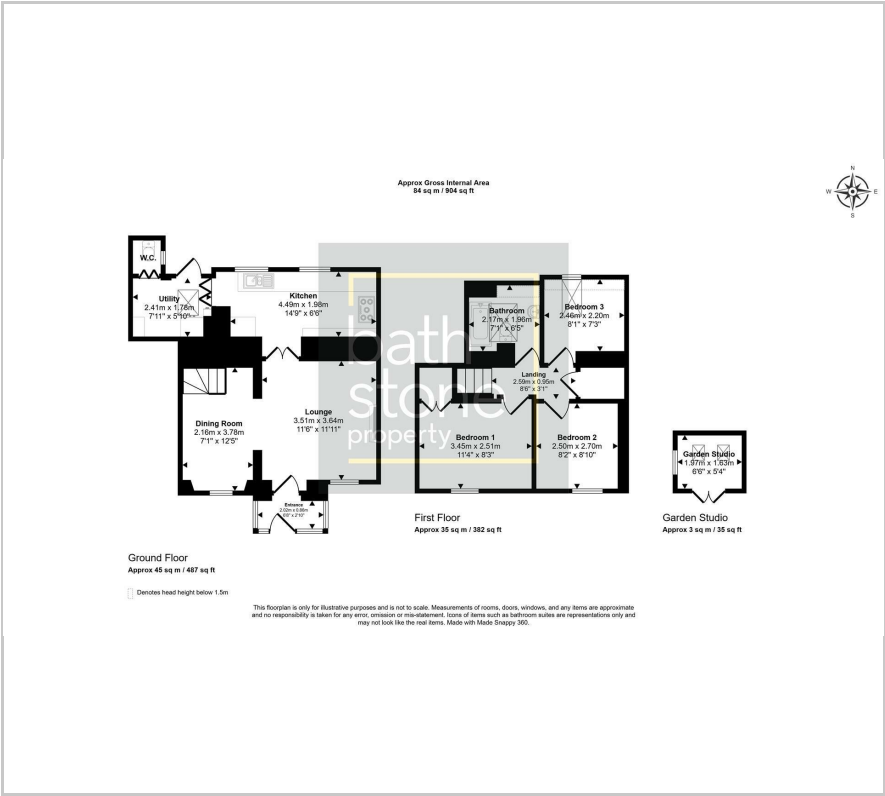 Approx Gross Internal Area
84 sq m / 904 sq ft
N
W
E
S
W.C.
Utility
2.41m x 1.78m
7'11" x 5'10"
Kitchen
4.49m x 1.98m
14'9" x 6'6"
Dining Room
2.16m x 3.78m
7'1" x 12'5"
Lounge
3.51m x 3.64m
11'6" x 11'11"
Entrance
2.02m x 0.86m
6'8" x 2'10"
Bathroom
2.17m x 1.96m
7'1" x 6'5"
Bedroom 3
2.46m x 2.20m
8'1" x 7'3"
Landing
2.59m x 0.95m
8'6" x 3'1"
Bedroom 1
3.45m x 2.51m
11'4" x 8'3"
Bedroom 2
2.50m x 2.70m
8'2" x 8'10"
Garden Studio
1.97m x 1.63m
6'6" x 5'4"
bath
stone
property
Ground Floor
Approx 45 sq m / 487 sq ft
First Floor
Approx 35 sq m / 382 sq ft
Garden Studio
Approx 3 sq m / 35 sq ft
Denotes head height below 1.5m
This floorplan is only for illustrative purposes and is not to scale. Measurements of rooms, doors, windows, and any items are approximate
and no responsibility is taken for any error, omission or mis-statement. Icons of items such as bathroom suites are representations only and
may not look like the real items. Made with Made Snappy 360.